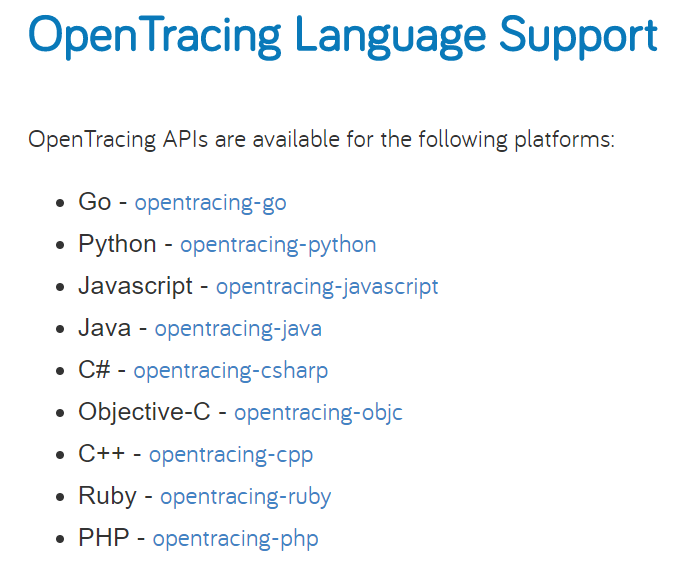 OpenTracing Language Support
OpenTracing APIs are available for the following platforms:
• Go - opentracing-go
• Python - opentracing-python
• Javascript - opentracing-javascript
• Java - opentracing-java
• C# - opentracing-csharp
• Objective-C - opentracing-objc
• C++ - opentracing-cpp
• Ruby - opentracing-ruby
• PHP - opentracing-php